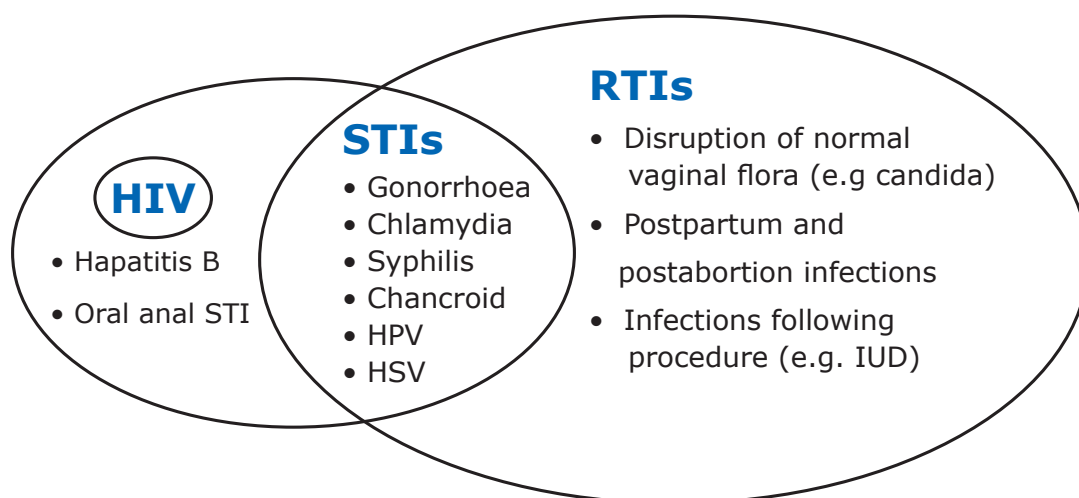 HIV
• Hapatitis B
• Oral anal STI
STIs
• Gonorrhoea
• Chlamydia
• Syphilis
• Chancroid
• HPV
• HSV
RTIs
• Disruption of normal
vaginal flora (e.g candida)
• Postpartum and
postabortion infections
• Infections following
procedure (e.g. IUD)